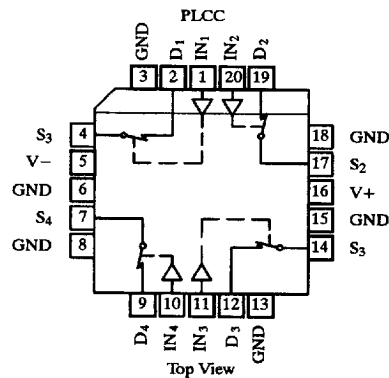 PLCC
GND D1 IN1 IN2 D2
3 2 1 20 19
S3 4
V− 5
GND 6
S4 7
GND 8
18 GND
17 S2
16 V+
15 GND
14 S3
9 10 11 12 13
D4 IN4 IN3 D3 GND
Top View